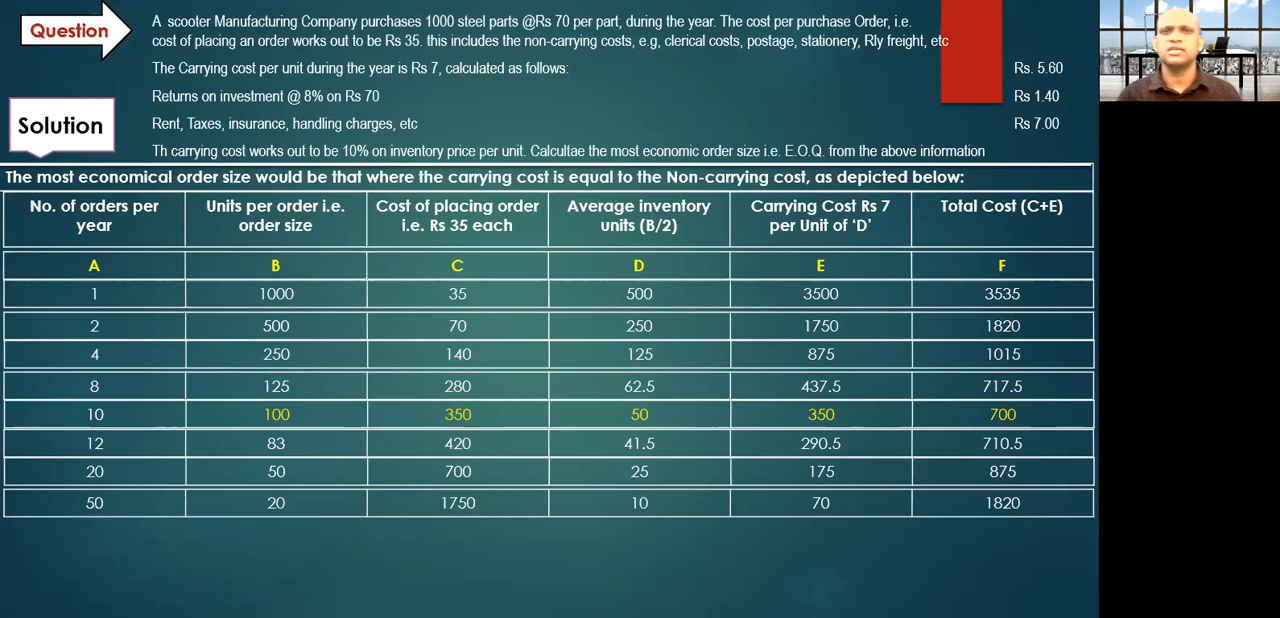 Question
A scooter Manufacturing Company purchases 1000 steel parts @Rs 70 per part, during the year. The cost per purchase Order, i.e.
cost of placing an order works out to be Rs 35. this includes the non-carrying costs, e.g, clerical costs, postage, stationery, Rly freight, etc
The Carrying cost per unit during the year is Rs 7, calculated as follows: Rs. 5.60
Returns on investment @ 8% on Rs 70 Rs 1.40
Solution
Rent, Taxes, insurance, handling charges, etc Rs 7.00
Th carrying cost works out to be 10% on inventory price per unit. Calcultae the most economic order size i.e. E.O.Q. from the above information
The most economical order size would be that where the carrying cost is equal to the Non-carrying cost, as depicted below:
No. of orders per year Units per order i.e. order size Cost of placing order i.e. Rs 35 each Average inventory units (B/2) Carrying Cost Rs 7 per Unit of ‘D’ Total Cost (C+E)
A B C D E F
1 1000 35 500 3500 3535
2 500 70 250 1750 1820
4 250 140 125 875 1015
8 125 280 62.5 437.5 717.5
10 100 350 50 350 700
12 83 420 41.5 290.5 710.5
20 50 700 25 175 875
50 20 1750 10 70 1820